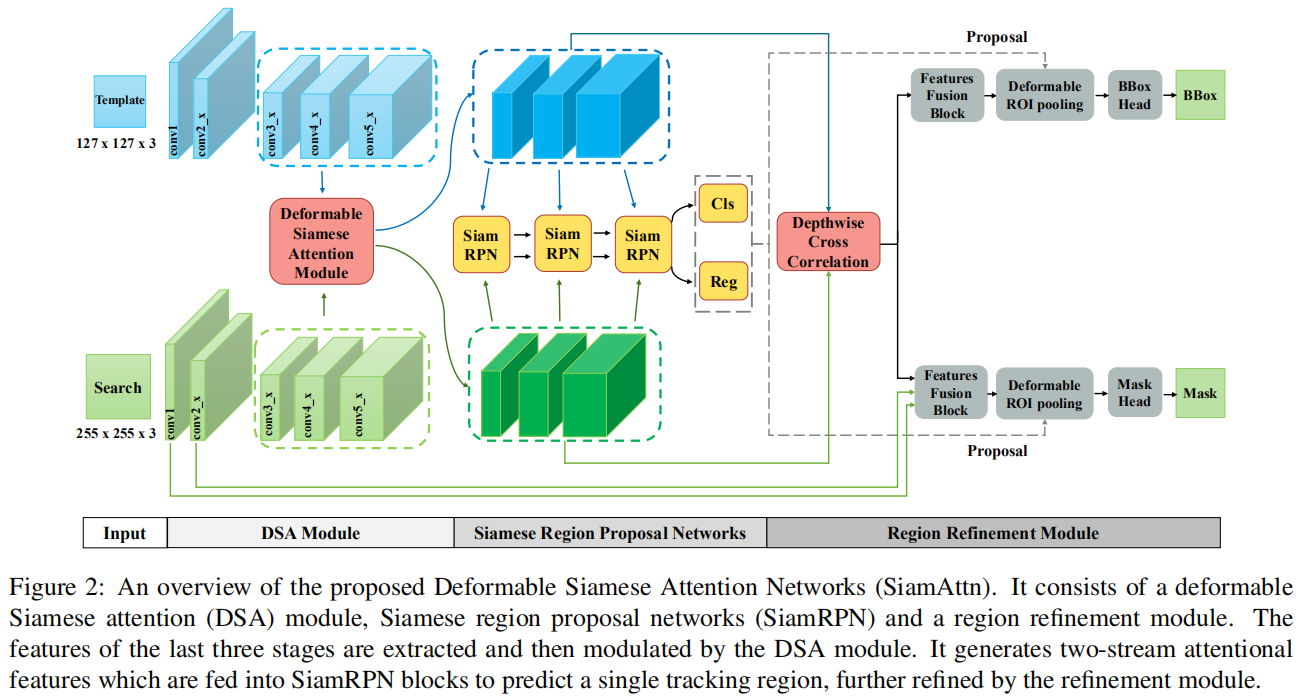 Template
127 x 127 x 3
conv1
conv2_x
conv3_x
conv4_x
conv5_x
Deformable
Siamese
Attention
Module
Search
255 x 255 x 3
conv1
conv2_x
conv3_x
conv4_x
conv5_x
Siam
RPN
Siam
RPN
Siam
RPN
Cls
Reg
Depthwise
Cross
Correlation
Proposal
Features
Fusion
Block
Deformable
ROI pooling
BBox
Head
BBox
Features
Fusion
Block
Deformable
ROI pooling
Mask
Head
Mask
Proposal
Input
DSA Module
Siamese Region Proposal Networks
Region Refinement Module
Figure 2: An overview of the proposed Deformable Siamese Attention Networks (SiamAttn). It consists of a deformable
Siamese attention (DSA) module, Siamese region proposal networks (SiamRPN) and a region refinement module. The
features of the last three stages are extracted and then modulated by the DSA module. It generates two-stream attentional
features which are fed into SiamRPN blocks to predict a single tracking region, further refined by the refinement module.